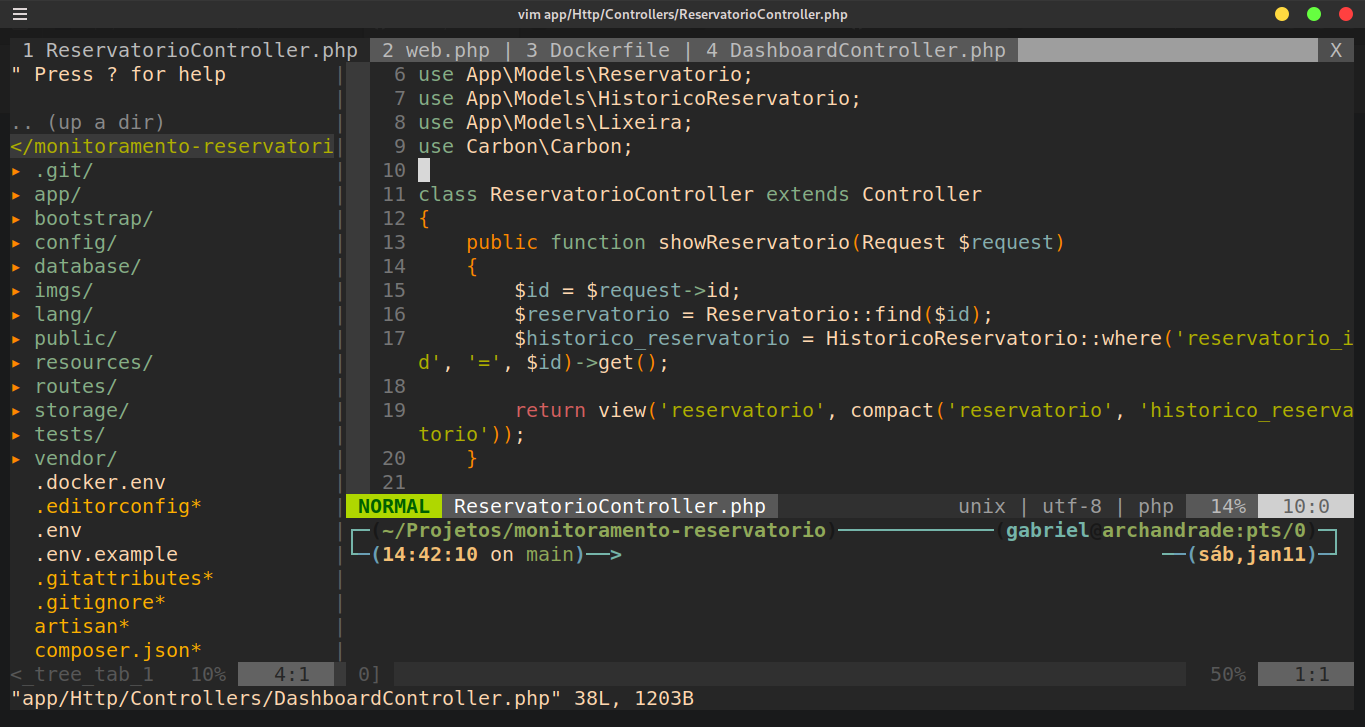 vim app/Http/Controllers/ReservatorioController.php
1 ReservatorioController.php 2 web.php | 3 Dockerfile | 4 DashboardController.php X
" Press ? for help
.. (up a dir)
</monitoramento-reservatori
▸ .git/
▸ app/
▸ bootstrap/
▸ config/
▸ database/
▸ imgs/
▸ lang/
▸ public/
▸ resources/
▸ routes/
▸ storage/
▸ tests/
▸ vendor/
.docker.env
.editorconfig*
.env
.env.example
.gitattributes*
.gitignore*
artisan*
composer.json*
<_tree_tab_1 10% 4:1
6 use App\Models\Reservatorio;
7 use App\Models\HistoricoReservatorio;
8 use App\Models\Lixeira;
9 use Carbon\Carbon;
10
11 class ReservatorioController extends Controller
12 {
13     public function showReservatorio(Request $request)
14     {
15         $id = $request->id;
16         $reservatorio = Reservatorio::find($id);
17         $historico_reservatorio = HistoricoReservatorio::where('reservatorio_i
d', '=', $id)->get();
18
19         return view('reservatorio', compact('reservatorio', 'historico_reserva
torio'));
20     }
21
NORMAL ReservatorioController.php unix | utf-8 | php 14% 10:0
(~/Projetos/monitoramento-reservatorio) (gabriel@archandrade:pts/0)
(14:42:10 on main)──> (sáb,jan11)
0] 50% 1:1
"app/Http/Controllers/DashboardController.php" 38L, 1203B